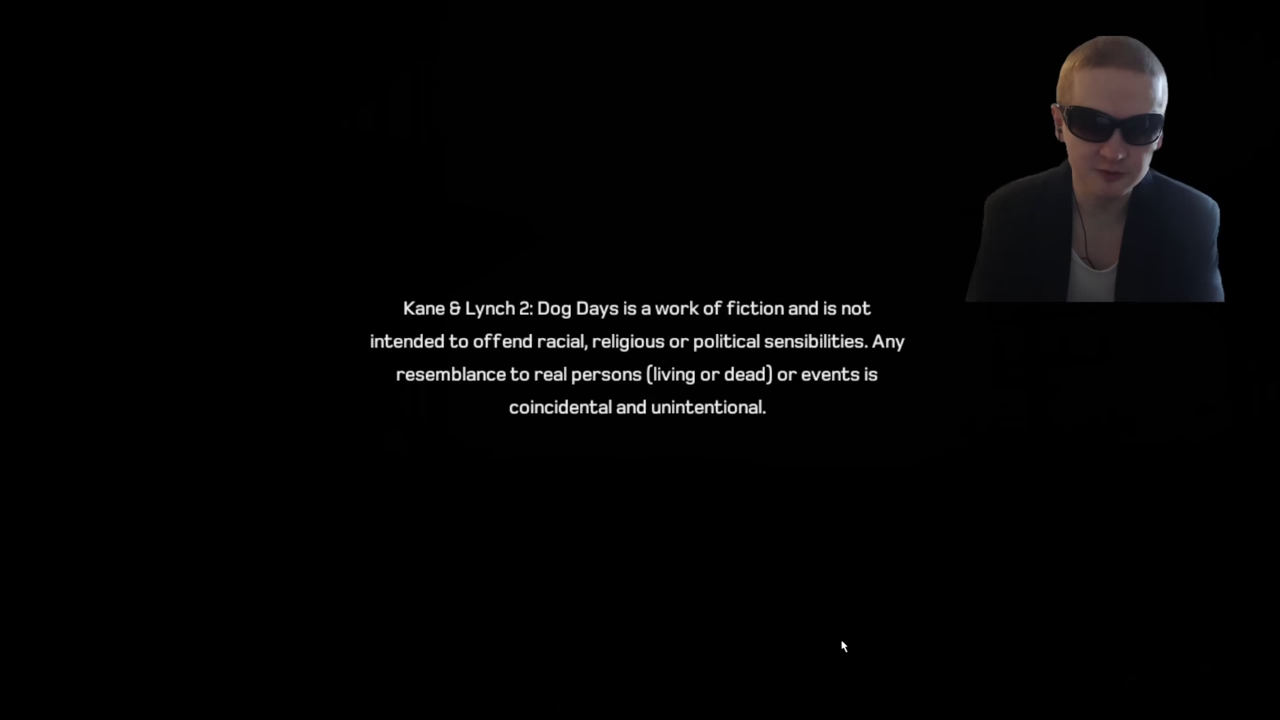 Kane & Lynch 2: Dog Days is a work of fiction and is not
intended to offend racial, religious or political sensibilities. Any
resemblance to real persons (living or dead) or events is
coincidental and unintentional.